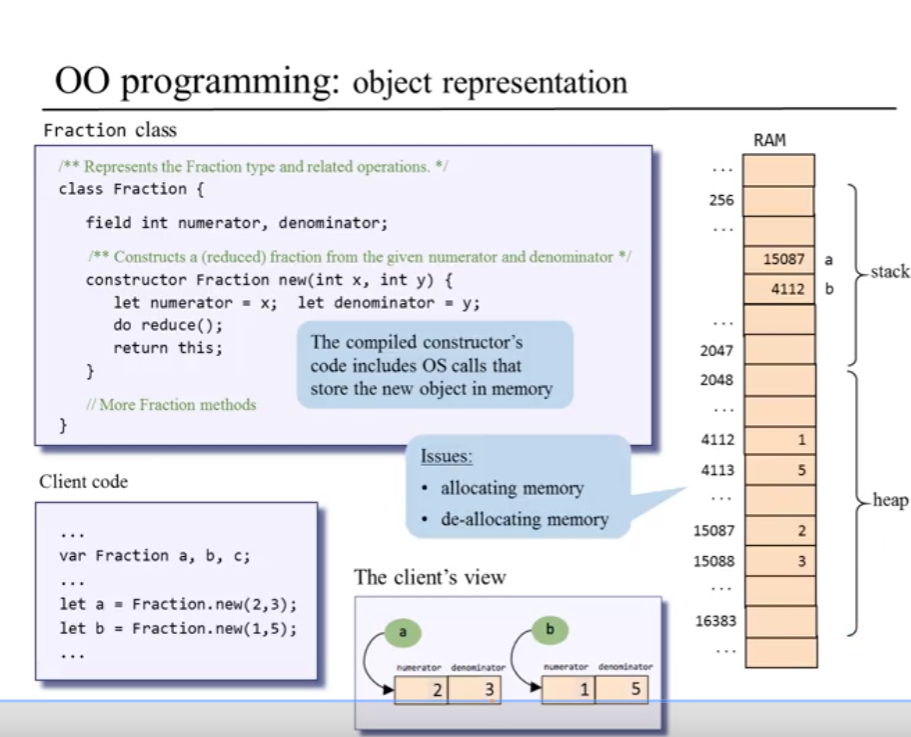 OO programming: object representation
Fraction class
/** Represents the Fraction type and related operations. */
class Fraction {
field int numerator, denominator;
/** Constructs a (reduced) fraction from the given numerator and denominator */
constructor Fraction new(int x, int y) {
let numerator = x; let denominator = y;
do reduce();
return this;
}
// More Fraction methods
}
The compiled constructor's
code includes OS calls that
store the new object in memory
Issues:
• allocating memory
• de-allocating memory
Client code
...
var Fraction a, b, c;
...
let a = Fraction.new(2,3);
let b = Fraction.new(1,5);
...
The client's view
a
numerator denominator
2 3
b
numerator denominator
1 5
RAM
...
256
...
15087 a
4112 b
...
2047
2048
...
4112 1
4113 5
...
15087 2
15088 3
...
16383
...
stack
heap